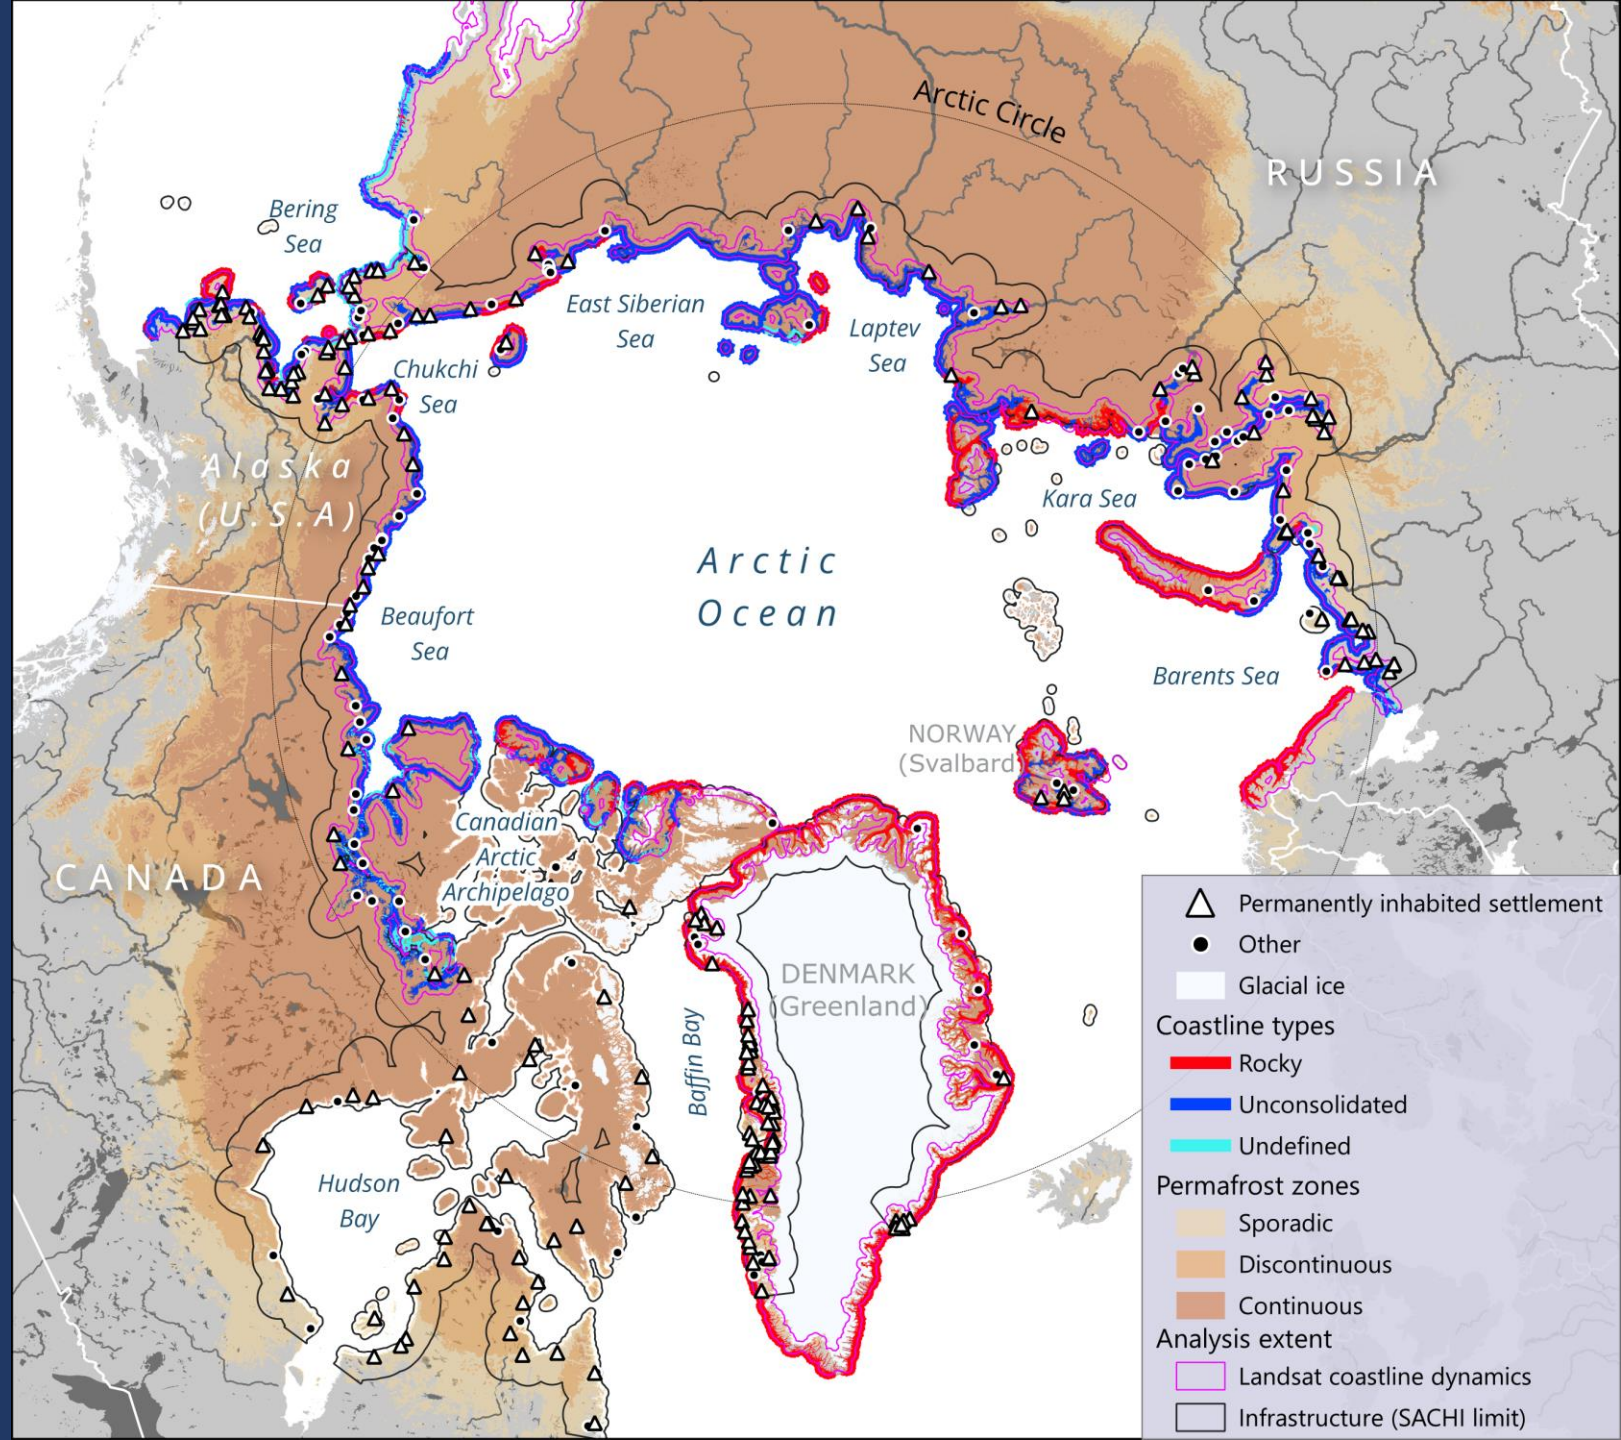 Arctic Circle
RUSSIA
Bering
Sea
East Siberian
Sea
Laptev
Sea
Chukchi
Sea
Alaska
(U.S.A)
Kara Sea
Arctic
Ocean
Beaufort
Sea
Barents Sea
NORWAY
(Svalbard)
Canadian
Arctic
Archipelago
CANADA
DENMARK
(Greenland)
Baffin Bay
Hudson
Bay
Permanently inhabited settlement
Other
Glacial ice
Coastline types
Rocky
Unconsolidated
Undefined
Permafrost zones
Sporadic
Discontinuous
Continuous
Analysis extent
Landsat coastline dynamics
Infrastructure (SACHI limit)